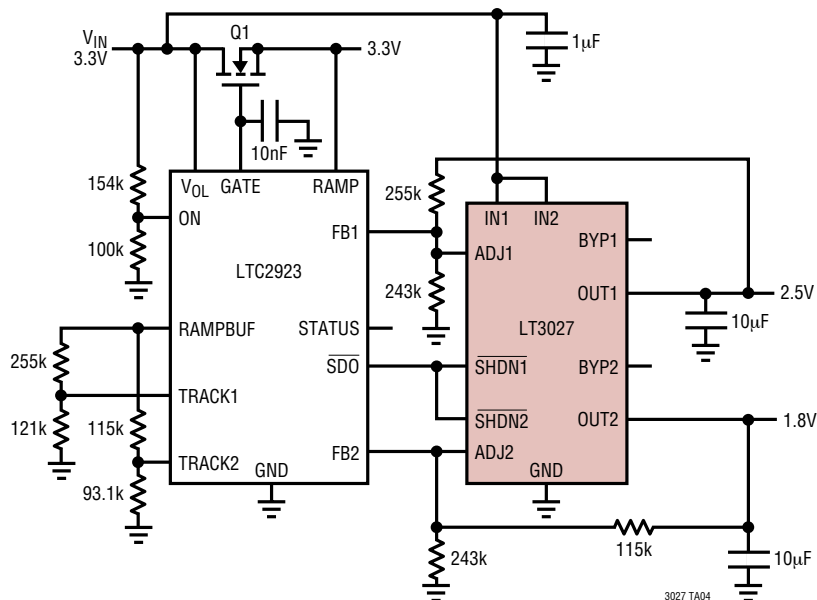 Q1
1µF
VIN
3.3V
3.3V
10nF
154k
VOL
GATE
RAMP
255k
IN1
IN2
ON
FB1
BYP1
ADJ1
100k
LTC2923
243k
OUT1
2.5V
RAMPBUF
STATUS
LT3027
10µF
255k
SDO
SHDN1
BYP2
TRACK1
121k
115k
SHDN2
OUT2
1.8V
TRACK2
GND
FB2
ADJ2
GND
93.1k
243k
115k
10µF
3027 TA04